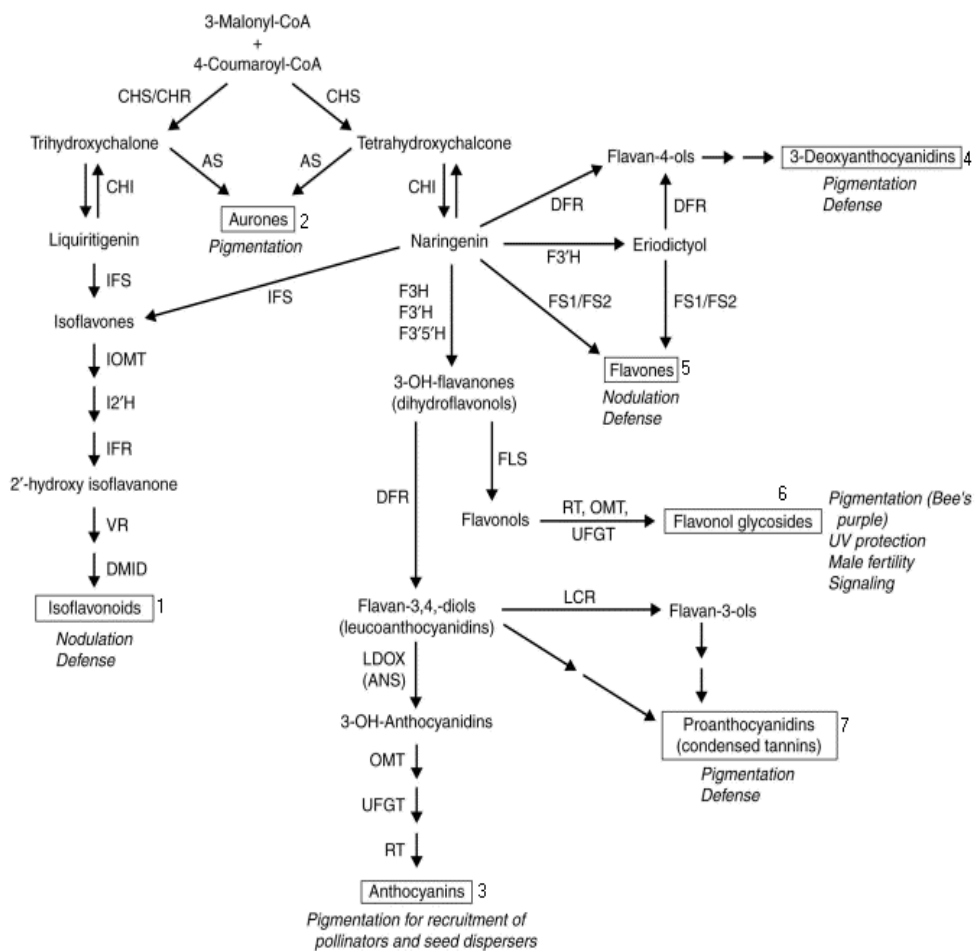 3-Malonyl-CoA
+
4-Coumaroyl-CoA
CHS/CHR
CHS
Trihydroxychalone
Tetrahydroxychalcone
AS
AS
CHI
CHI
Flavan-4-ols
3-Deoxyanthocyanidins 4
Pigmentation
Defense
DFR
DFR
Aurones 2
Pigmentation
Liquiritigenin
Naringenin
F3'H
Eriodictyol
IFS
IFS
F3H
F3'H
F3'5'H
FS1/FS2
FS1/FS2
Isoflavones
IOMT
I2'H
IFR
2'-hydroxy isoflavanone
VR
DMID
Isoflavonoids 1
Nodulation
Defense
Flavones 5
Nodulation
Defense
3-OH-flavanones
(dihydroflavonols)
FLS
DFR
Flavonols
RT, OMT,
UFGT
6
Flavonol glycosides
Pigmentation (Bee's
purple)
UV protection
Male fertility
Signaling
Flavan-3,4,-diols
(leucoanthocyanidins)
LCR
Flavan-3-ols
LDOX
(ANS)
3-OH-Anthocyanidins
Proanthocyanidins 7
(condensed tannins)
Pigmentation
Defense
OMT
UFGT
RT
Anthocyanins 3
Pigmentation for recruitment of
pollinators and seed dispersers